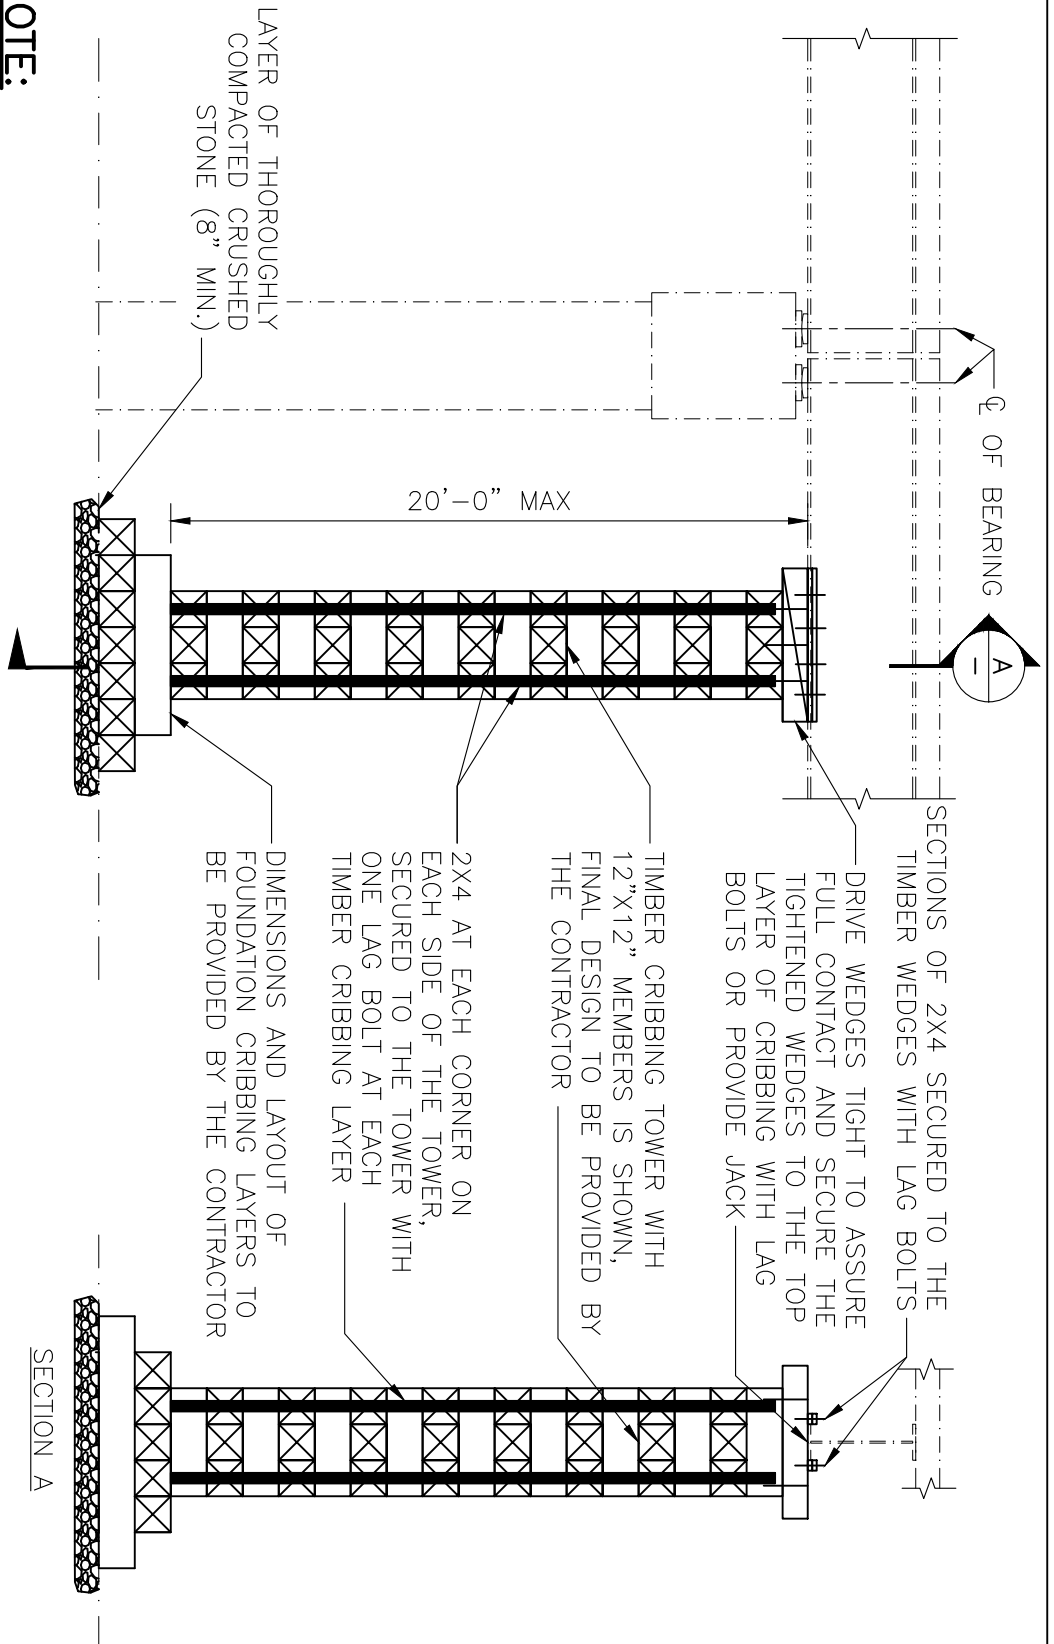 ℄ OF BEARING
A
–
SECTIONS OF 2X4 SECURED TO THE
TIMBER WEDGES WITH LAG BOLTS
DRIVE WEDGES TIGHT TO ASSURE
FULL CONTACT AND SECURE THE
TIGHTENED WEDGES TO THE TOP
LAYER OF CRIBBING WITH LAG
BOLTS OR PROVIDE JACK
TIMBER CRIBBING TOWER WITH
12"X12" MEMBERS IS SHOWN,
FINAL DESIGN TO BE PROVIDED BY
THE CONTRACTOR
20'-0" MAX
2X4 AT EACH CORNER ON
EACH SIDE OF THE TOWER,
SECURED TO THE TOWER WITH
ONE LAG BOLT AT EACH
TIMBER CRIBBING LAYER
LAYER OF THOROUGHLY
COMPACTED CRUSHED
STONE (8" MIN.)
DIMENSIONS AND LAYOUT OF
FOUNDATION CRIBBING LAYERS TO
BE PROVIDED BY THE CONTRACTOR
SECTION A
OTE: